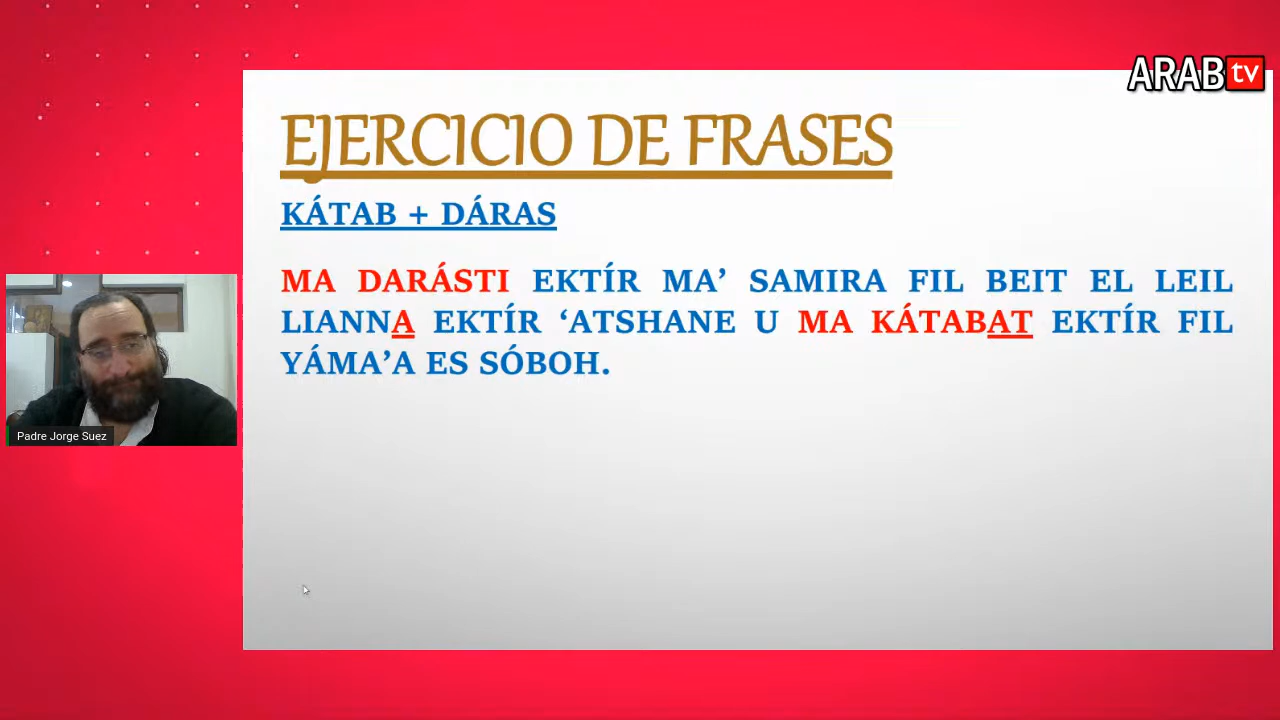 ARAB tv
EJERCICIO DE FRASES
KÁTAB + DÁRAS
MA DARÁSTI EKTÍR MA’ SAMIRA FIL BEIT EL LEIL
LIANNA EKTÍR ‘ATSHANE U MA KÁTABAT EKTÍR FIL
YÁMA’A ES SÓBOH.
Padre Jorge Suez